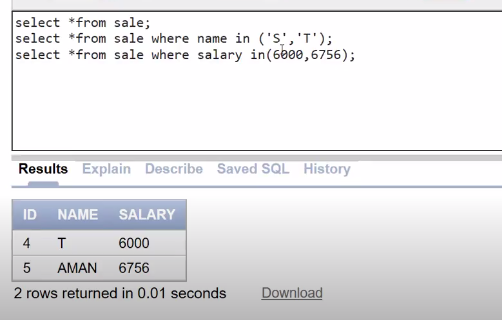 select *from sale;
select *from sale where name in ('S','T');
select *from sale where salary in(6000,6756);
Results Explain Describe Saved SQL History
ID NAME SALARY
4 T 6000
5 AMAN 6756
2 rows returned in 0.01 seconds Download